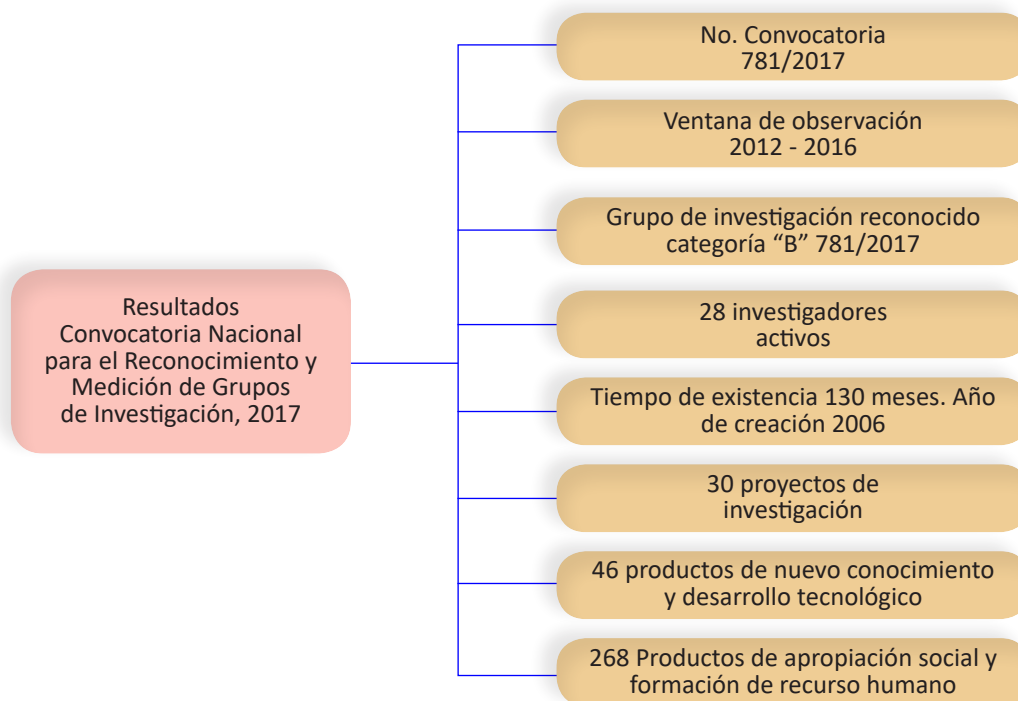 No. Convocatoria
781/2017
Ventana de observación
2012 - 2016
Grupo de investigación reconocido
categoría “B” 781/2017
Resultados
Convocatoria Nacional
para el Reconocimiento y
Medición de Grupos
de Investigación, 2017
28 investigadores
activos
Tiempo de existencia 130 meses. Año
de creación 2006
30 proyectos de
investigación
46 productos de nuevo conocimiento
y desarrollo tecnológico
268 Productos de apropiación social y
formación de recurso humano